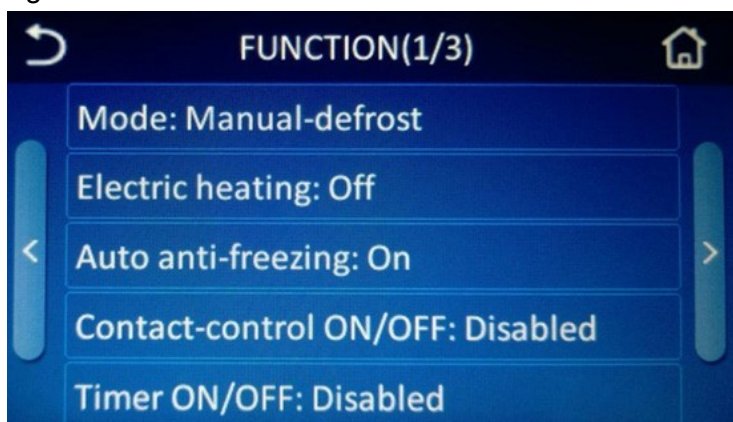 FUNCTION(1/3)
Mode: Manual-defrost
Electric heating: Off
Auto anti-freezing: On
Contact-control ON/OFF: Disabled
Timer ON/OFF: Disabled